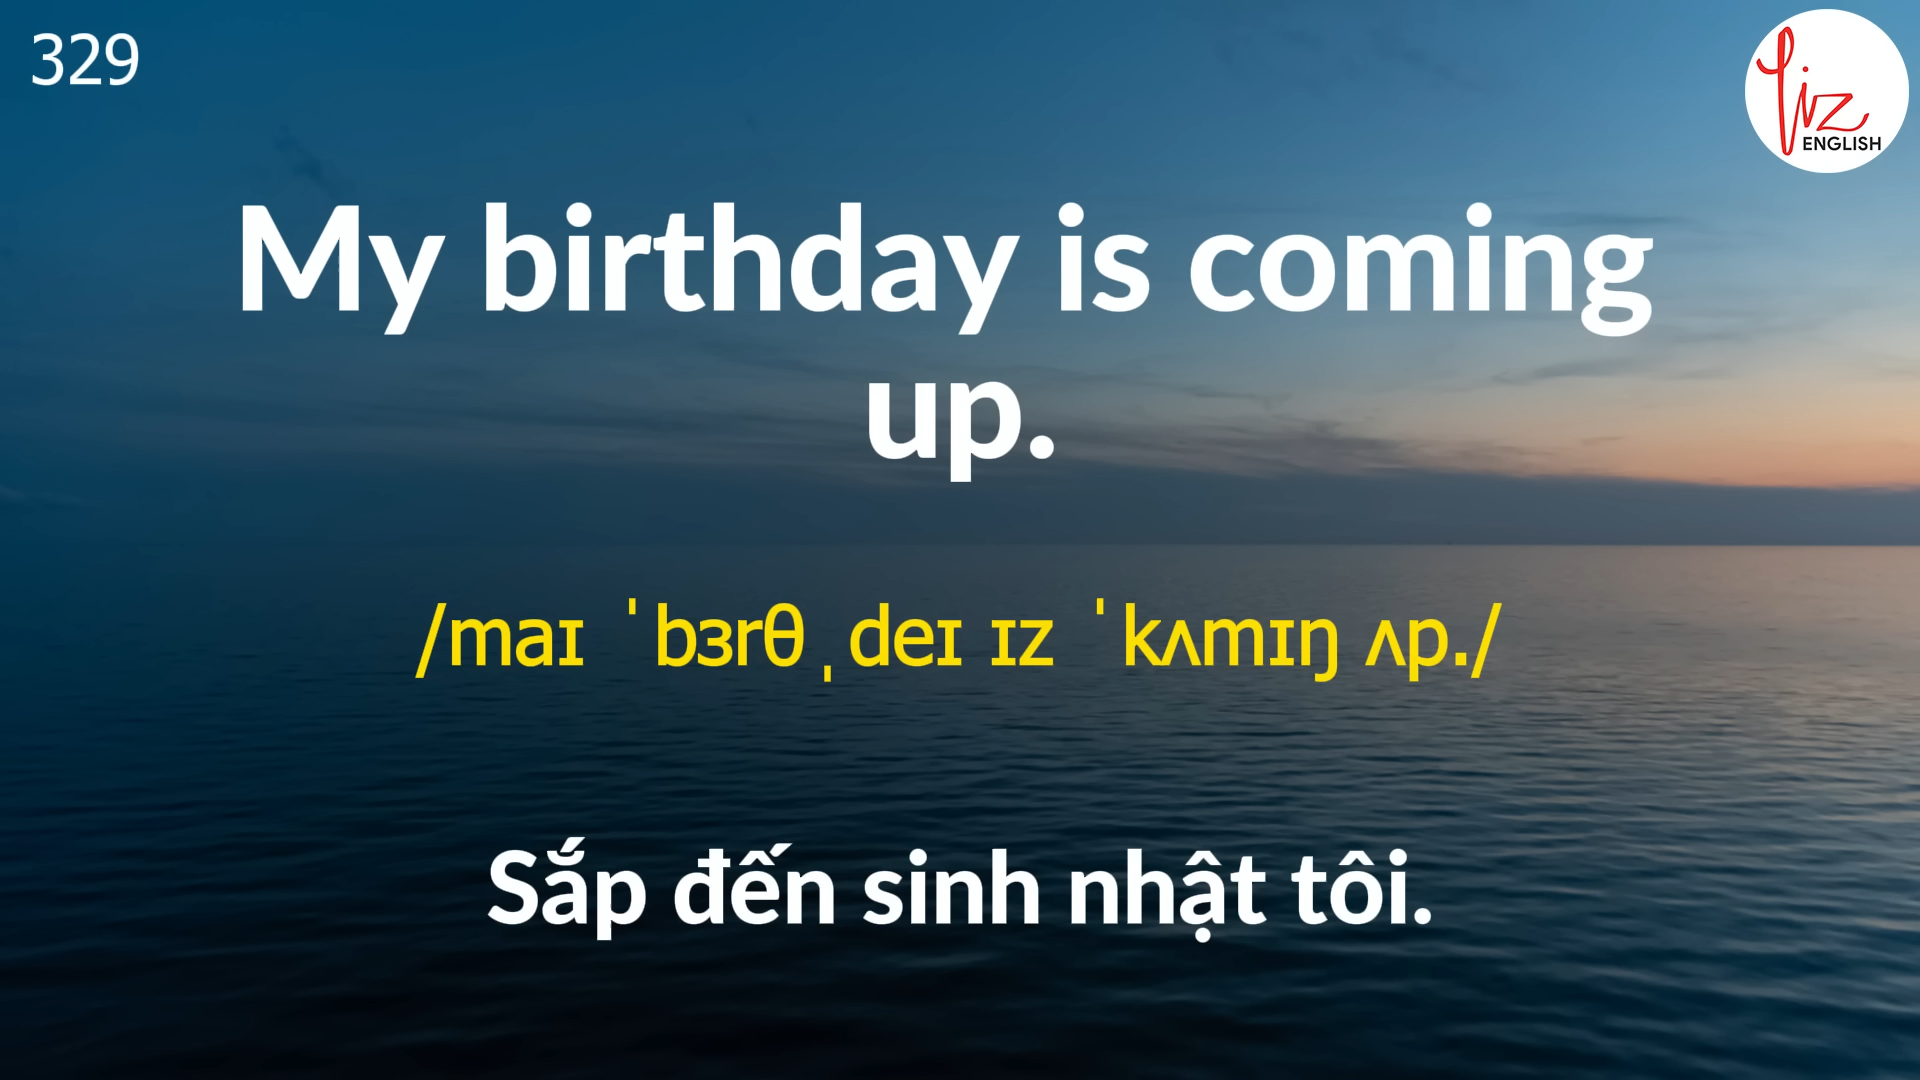 329
Liz
ENGLISH
My birthday is coming
up.
/maɪ ˈbɜrθˌdeɪ ɪz ˈkʌmɪŋ ʌp./
Sắp đến sinh nhật tôi.